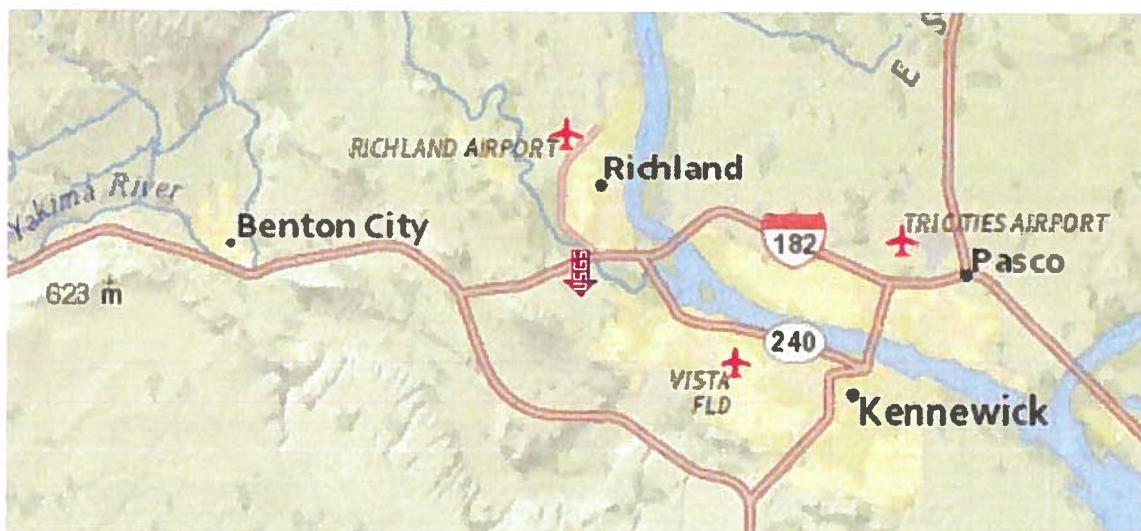 E S
RICHLAND AIRPORT
Richland
Yakima River
Benton City
TRICITIES AIRPORT
182
Pasco
USGS
623 m
240
VISTA
FLD
Kennewick